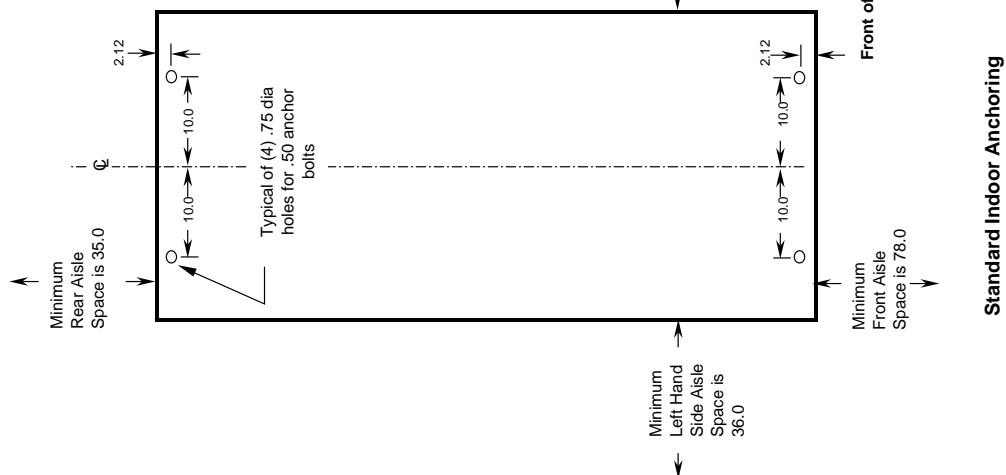 2.12
℄
10.0
10.0
Minimum
Rear Aisle
Space is 35.0
Typical of (4) .75 dia
holes for .50 anchor
bolts
Minimum
Left Hand
Side Aisle
Space is
36.0
2.12
10.0
10.0
Front of
Minimum
Front Aisle
Space is 78.0
Standard Indoor Anchoring